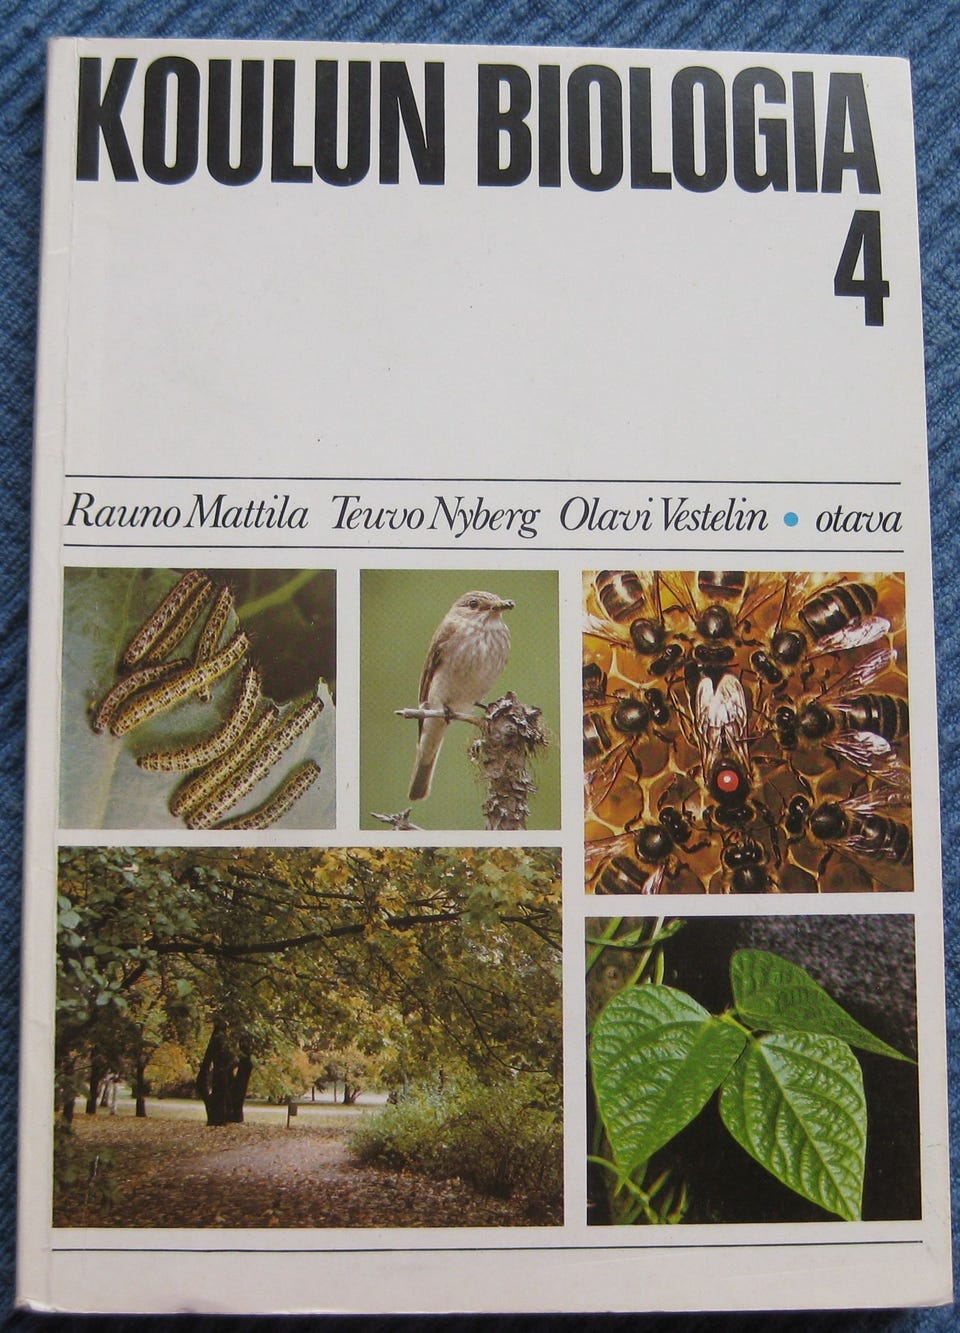 KOULUN BIOLOGIA
4
Rauno Mattila Teuvo Nyberg Olavi Vestelin • otava